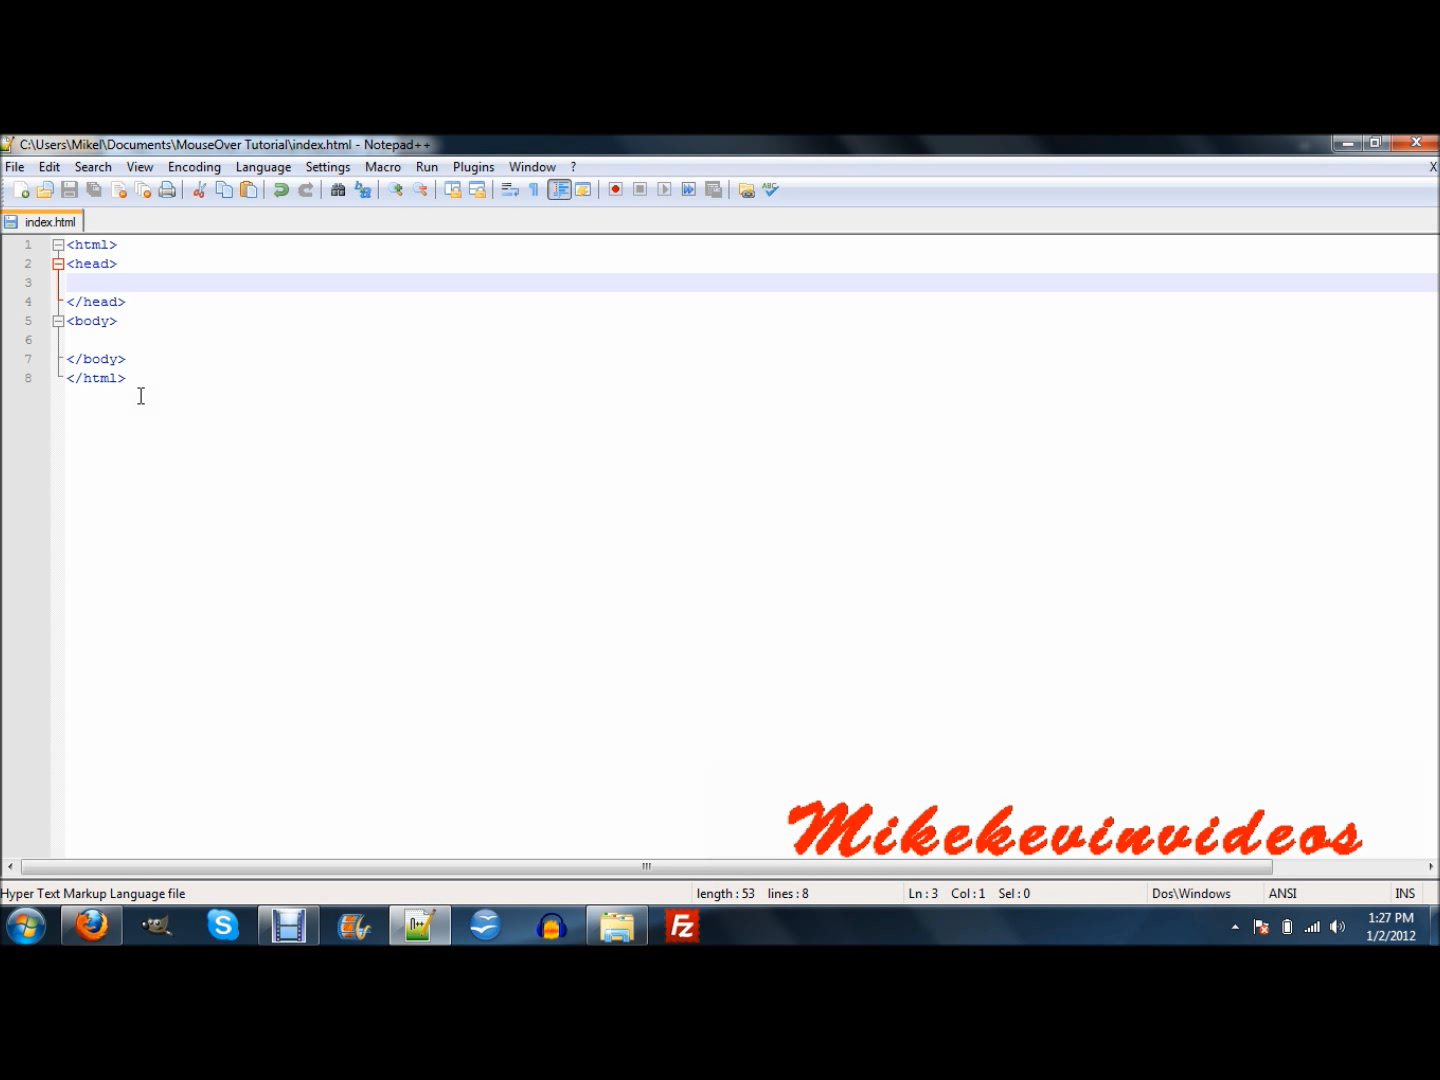 C:\Users\Mikel\Documents\MouseOver Tutorial\index.html - Notepad++
File Edit Search View Encoding Language Settings Macro Run Plugins Window ? X
index.html
1 <html>
2 <head>
3
4 </head>
5 <body>
6
7 </body>
8 </html>
Mikekevinvideos
Hyper Text Markup Language file length : 53 lines : 8 Ln : 3 Col : 1 Sel : 0 Dos\Windows ANSI INS
1:27 PM
1/2/2012